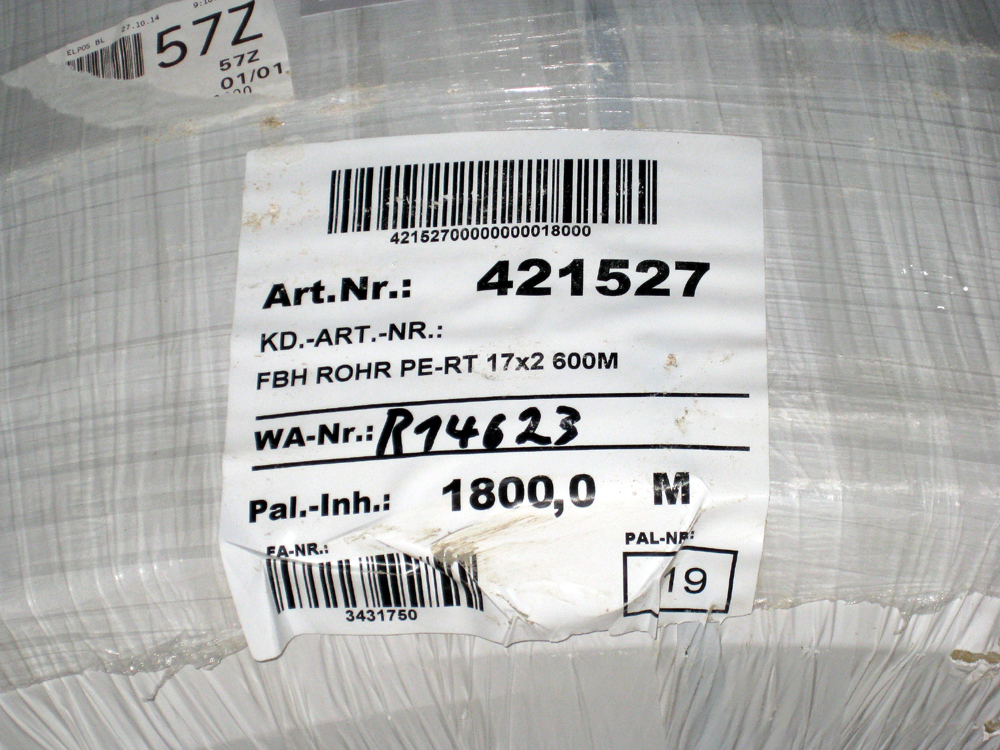 ELPOS BL 27.10.14
57Z
57Z
01/01
42152700000000018000
Art.Nr.: 421527
KD.-ART.-NR.:
FBH ROHR PE-RT 17x2 600M
WA-Nr.: R14623
Pal.-Inh.: 1800,0 M
FA-NR.: PAL-NR:
19
3431750